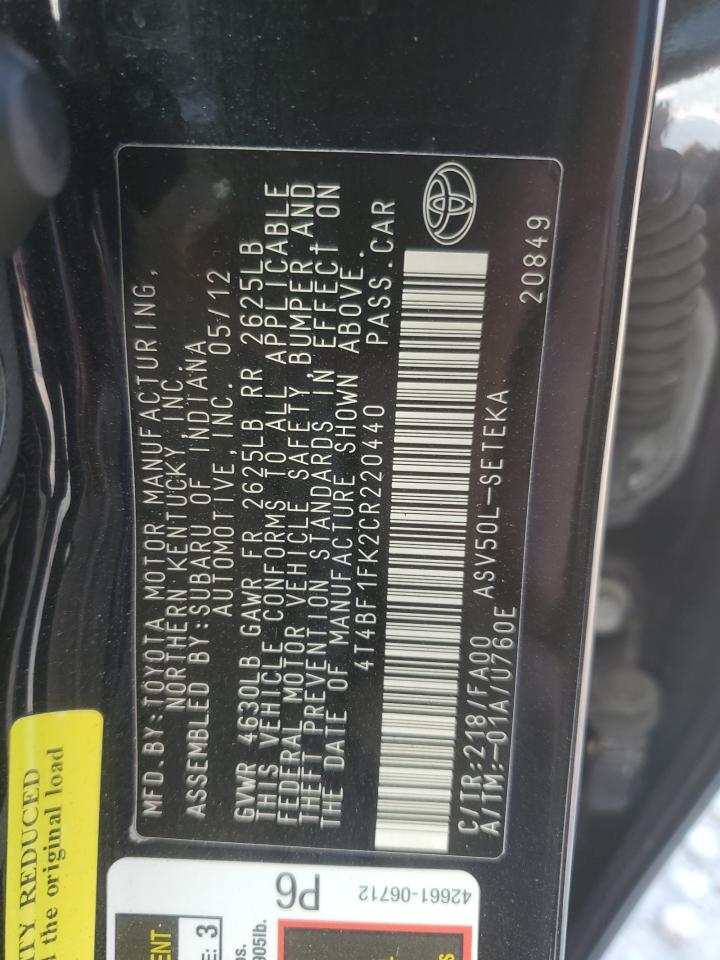 MFD.BY:TOYOTA MOTOR MANUFACTURING,
NORTHERN KENTUCKY INC.
ASSEMBLED BY:SUBARU OF INDIANA
AUTOMOTIVE,INC. 05/12
GVWR 4630LB GAWR FR 2625LB RR 2625LB
THIS VEHICLE CONFORMS TO ALL APPLICABLE
FEDERAL MOTOR VEHICLE SAFETY, BUMPER, AND
THEFT PREVENTION STANDARDS IN EFFECT ON
THE DATE OF MANUFACTURE SHOWN ABOVE.
4T4BF1FK2CR220440 PASS.CAR
C/TR:218/FA00 ASV50L-SETEKA
A/TM:-01A/U760E 20849
REDUCED
the original load
P6
42661-06712
3
905lb.